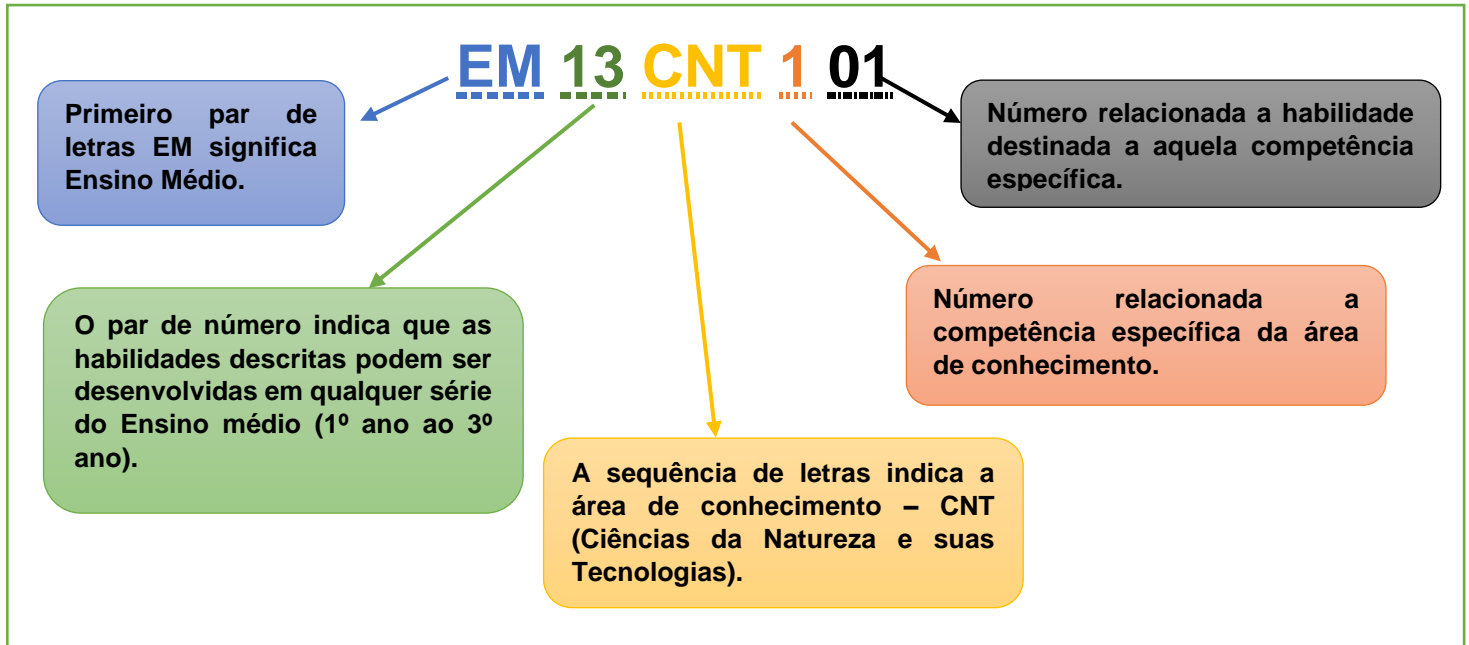 EM 13 CNT 1 01
Primeiro par de
letras EM significa
Ensino Médio.
Número relacionada a habilidade
destinada a aquela competência
específica.
O par de número indica que as
habilidades descritas podem ser
desenvolvidas em qualquer série
do Ensino médio (1º ano ao 3º
ano).
Número relacionada a
competência específica da área
de conhecimento.
A sequência de letras indica a
área de conhecimento – CNT
(Ciências da Natureza e suas
Tecnologias).